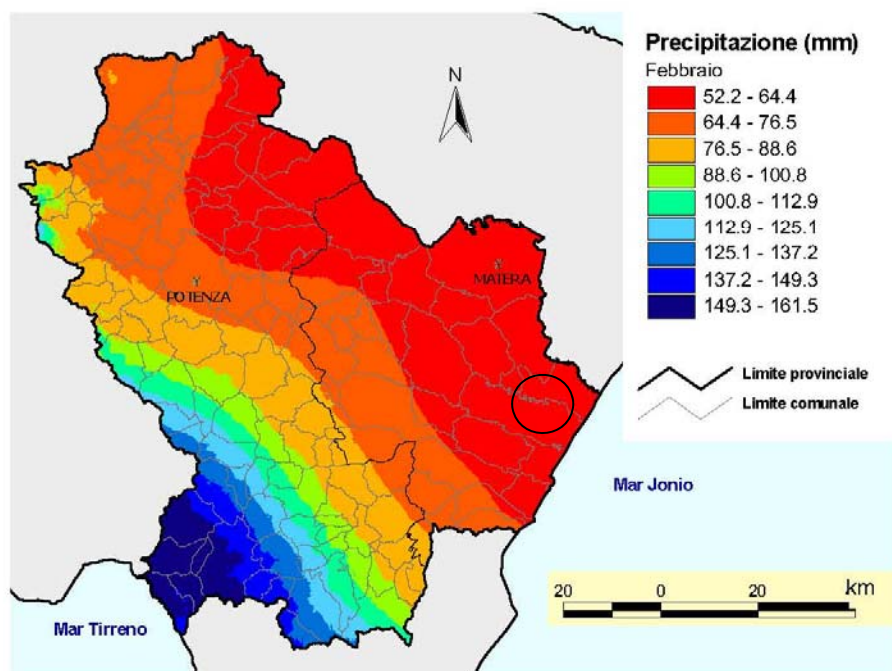 Precipitazione (mm)
Febbraio
52.2 - 64.4
64.4 - 76.5
76.5 - 88.6
88.6 - 100.8
100.8 - 112.9
112.9 - 125.1
125.1 - 137.2
137.2 - 149.3
149.3 - 161.5
N
MATERA
POTENZA
Limite provinciale
Limite comunale
Mar Jonio
20 0 20 km
Mar Tirreno